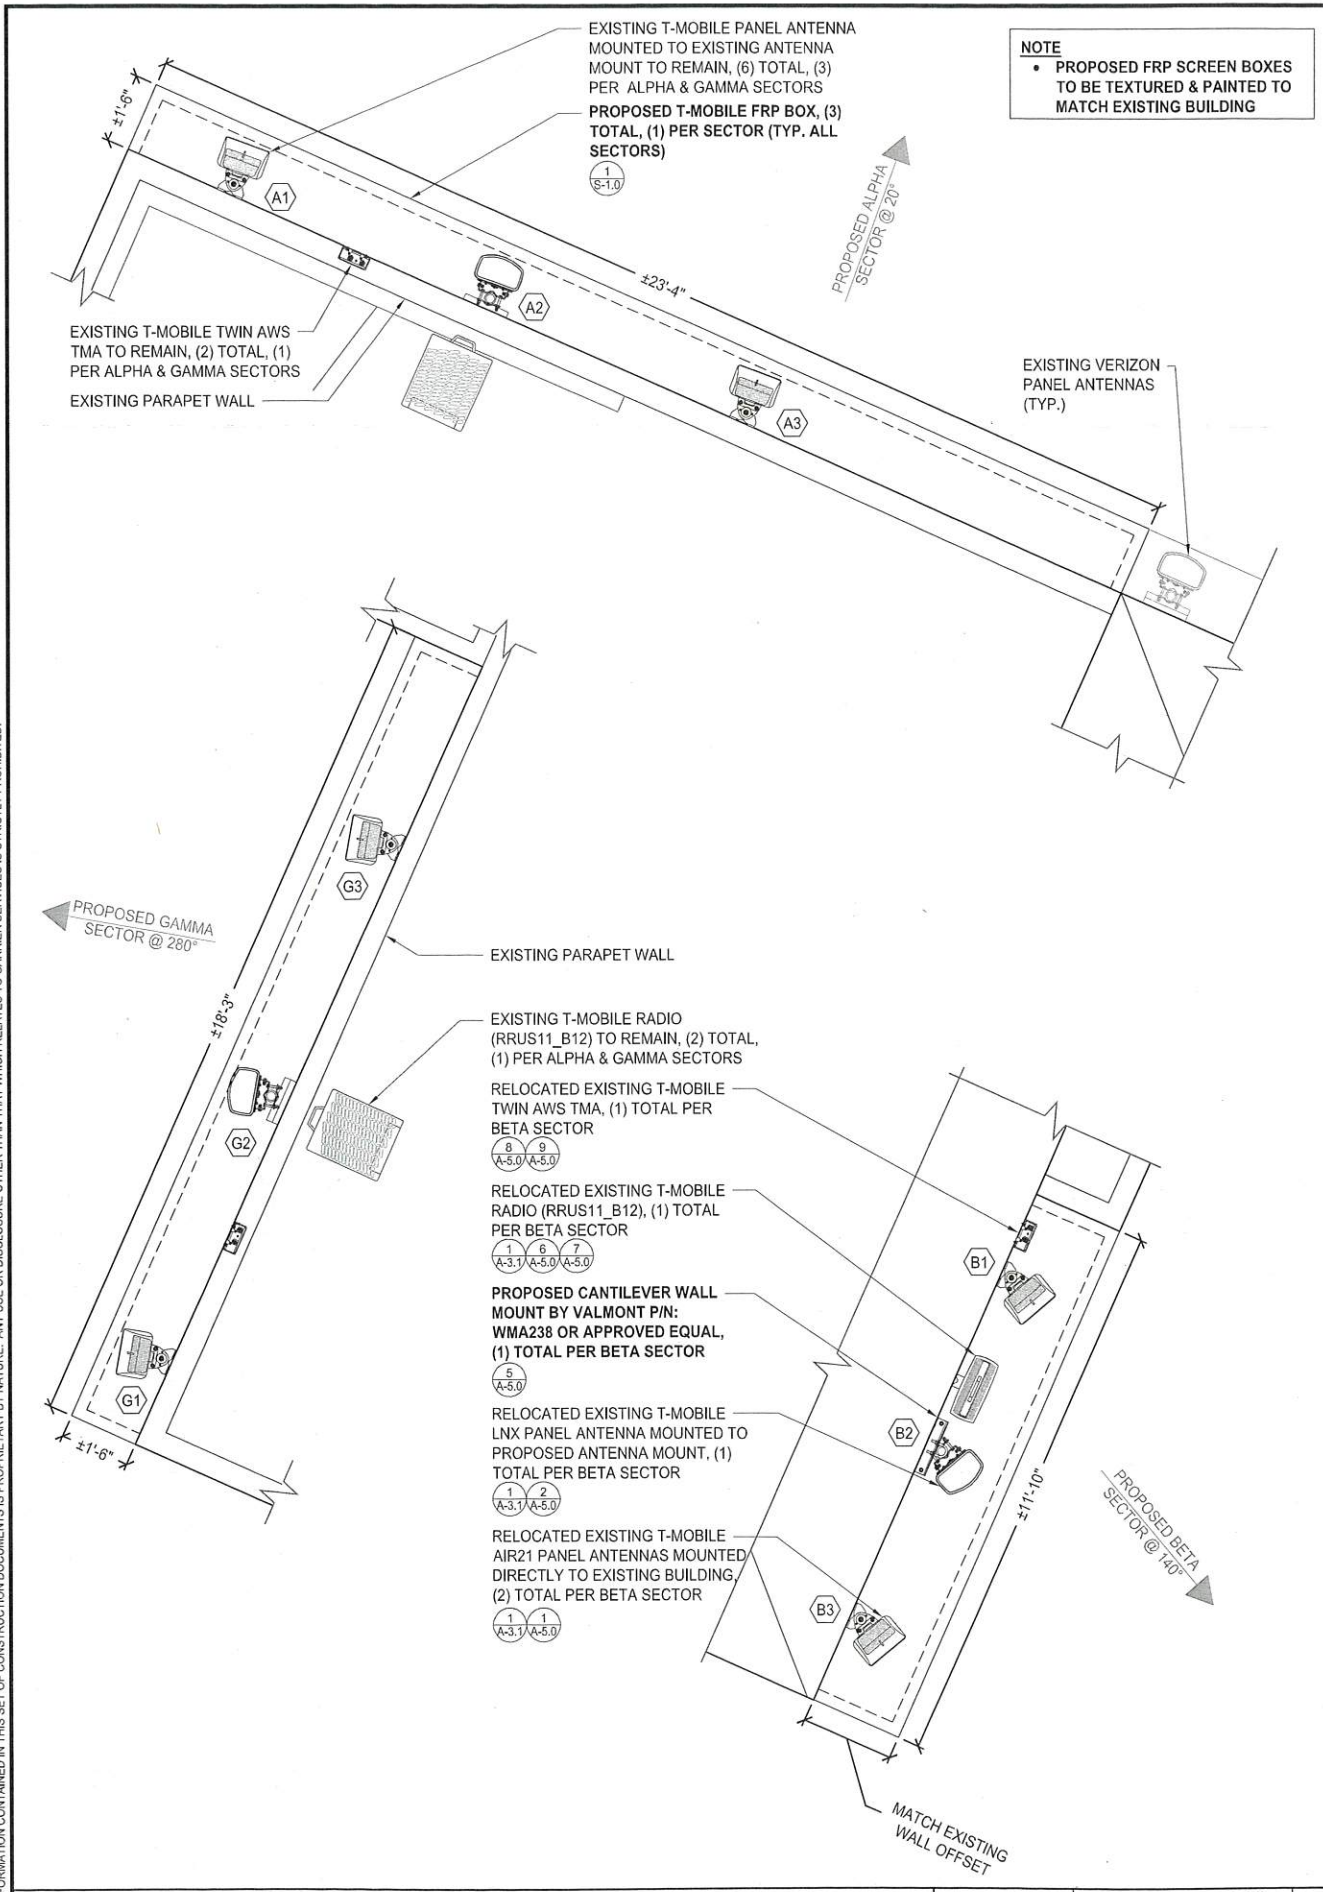 EXISTING T-MOBILE PANEL ANTENNA
MOUNTED TO EXISTING ANTENNA
MOUNT TO REMAIN, (6) TOTAL, (3)
PER ALPHA & GAMMA SECTORS
PROPOSED T-MOBILE FRP BOX, (3)
TOTAL, (1) PER SECTOR (TYP. ALL
SECTORS)
1
S-1.0
NOTE
• PROPOSED FRP SCREEN BOXES
TO BE TEXTURED & PAINTED TO
MATCH EXISTING BUILDING
±1'-6"
A1
PROPOSED ALPHA
SECTOR @ 20°
±23'-4"
A2
EXISTING T-MOBILE TWIN AWS
TMA TO REMAIN, (2) TOTAL, (1)
PER ALPHA & GAMMA SECTORS
EXISTING PARAPET WALL
A3
EXISTING VERIZON
PANEL ANTENNAS
(TYP.)
G3
PROPOSED GAMMA
SECTOR @ 280°
EXISTING PARAPET WALL
±18'-3"
EXISTING T-MOBILE RADIO
(RRUS11_B12) TO REMAIN, (2) TOTAL,
(1) PER ALPHA & GAMMA SECTORS
G2
RELOCATED EXISTING T-MOBILE
TWIN AWS TMA, (1) TOTAL PER
BETA SECTOR
8 9
A-5.0 A-5.0
RELOCATED EXISTING T-MOBILE
RADIO (RRUS11_B12), (1) TOTAL
PER BETA SECTOR
1 6 7
A-3.1 A-5.0 A-5.0
B1
PROPOSED CANTILEVER WALL
MOUNT BY VALMONT P/N:
WMA238 OR APPROVED EQUAL,
(1) TOTAL PER BETA SECTOR
5
A-5.0
G1
±1'-6"
RELOCATED EXISTING T-MOBILE
LNX PANEL ANTENNA MOUNTED TO
PROPOSED ANTENNA MOUNT, (1)
TOTAL PER BETA SECTOR
1 2
A-3.1 A-5.0
B2
±11'-10"
PROPOSED BETA
SECTOR @ 140°
RELOCATED EXISTING T-MOBILE
AIR21 PANEL ANTENNAS MOUNTED
DIRECTLY TO EXISTING BUILDING,
(2) TOTAL PER BETA SECTOR
1 1
A-3.1 A-5.0
B3
MATCH EXISTING
WALL OFFSET